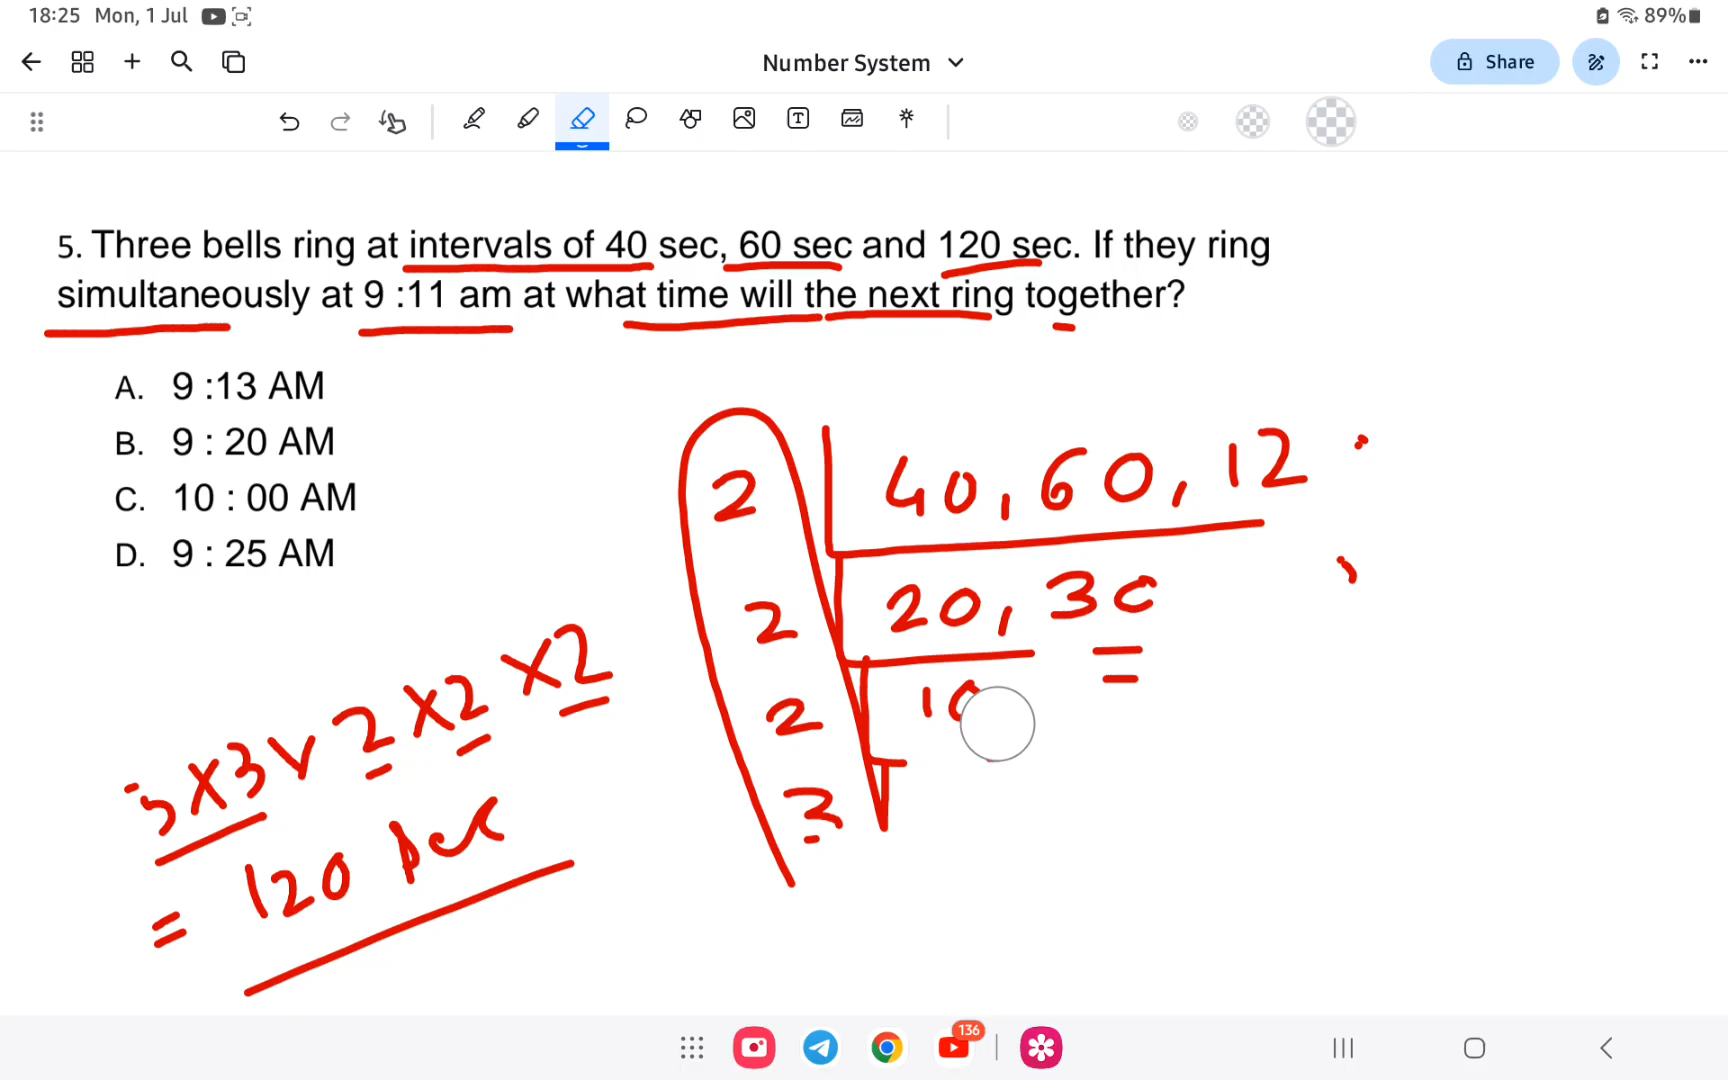 18:25 Mon, 1 Jul
89%
Number System
Share
5. Three bells ring at intervals of 40 sec, 60 sec and 120 sec. If they ring
simultaneously at 9 :11 am at what time will the next ring together?
A. 9 :13 AM
B. 9 : 20 AM
C. 10 : 00 AM
D. 9 : 25 AM
2 40, 60, 12
2 20, 30
2 10
3
5X3X2X2X2
= 120 sec
136